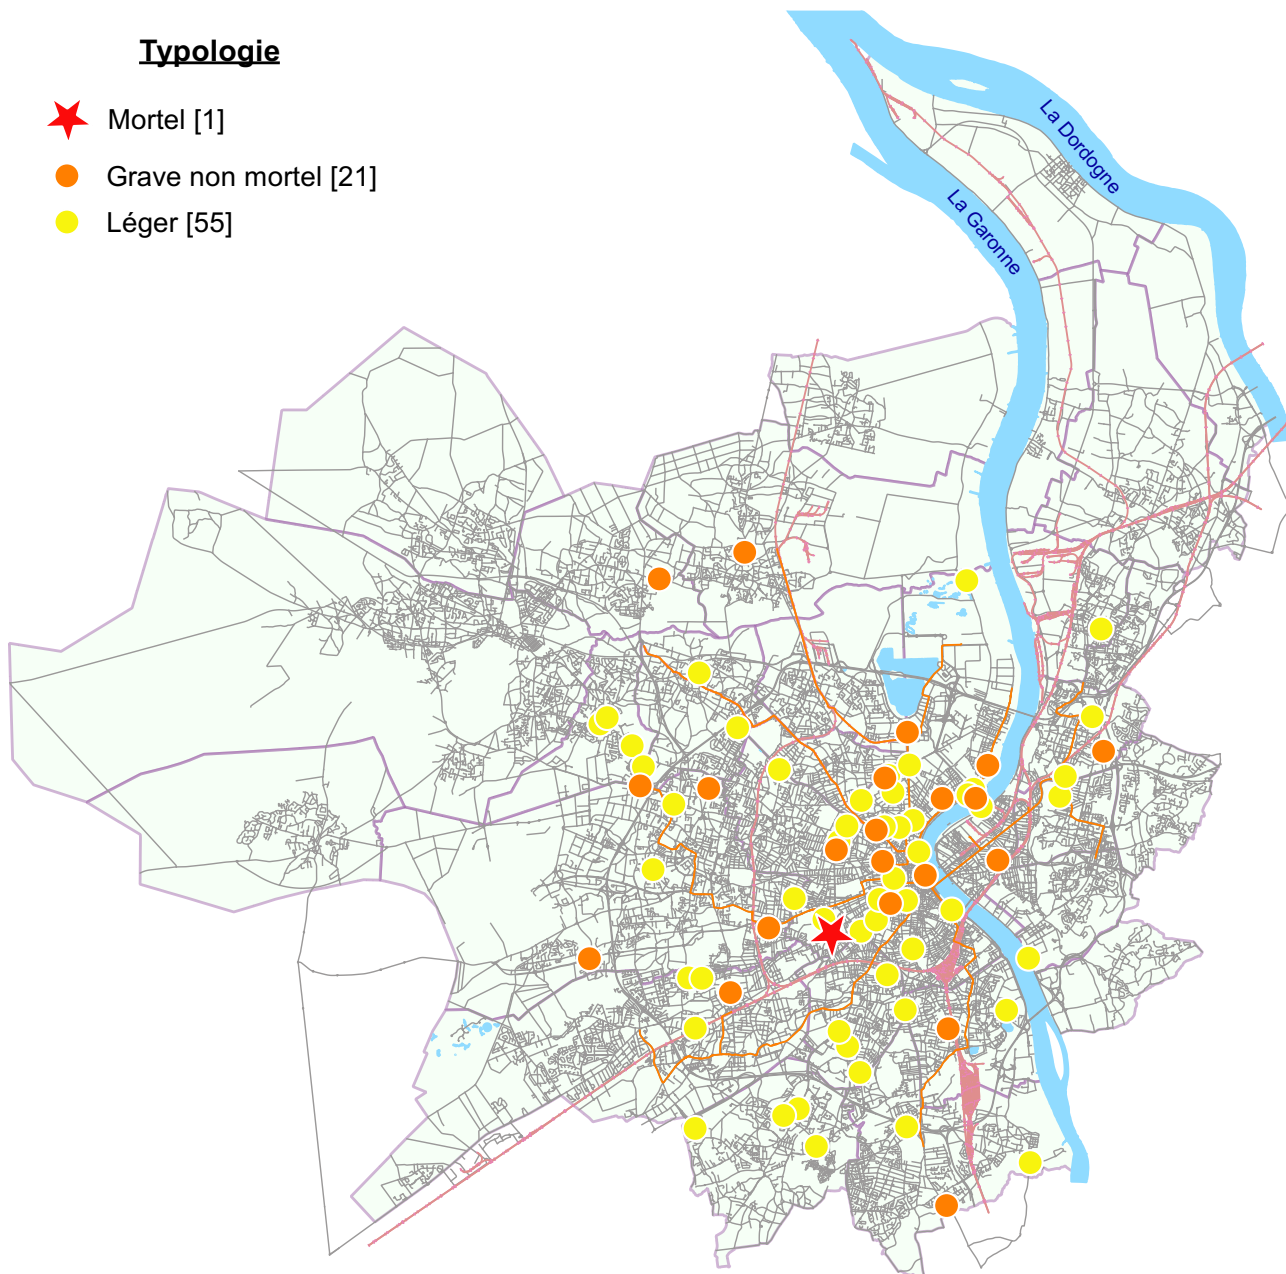 Typologie
Mortel [1]
Grave non mortel [21]
Léger [55]
La Dordogne
La Garonne